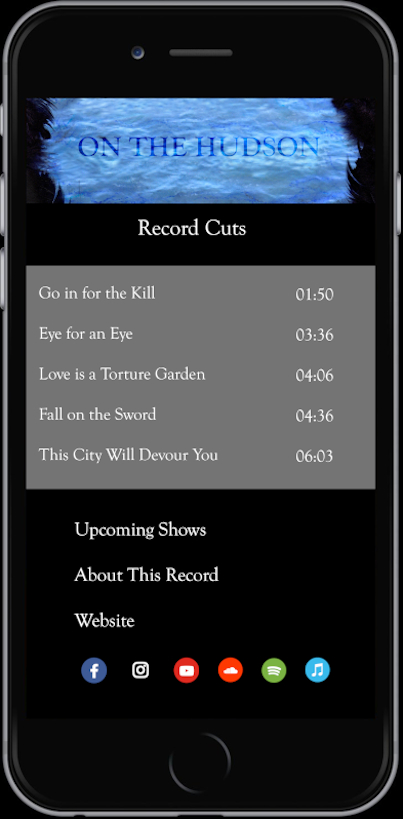 ON THE HUDSON
Record Cuts
Go in for the Kill 01:50
Eye for an Eye 03:36
Love is a Torture Garden 04:06
Fall on the Sword 04:36
This City Will Devour You 06:03
Upcoming Shows
About This Record
Website